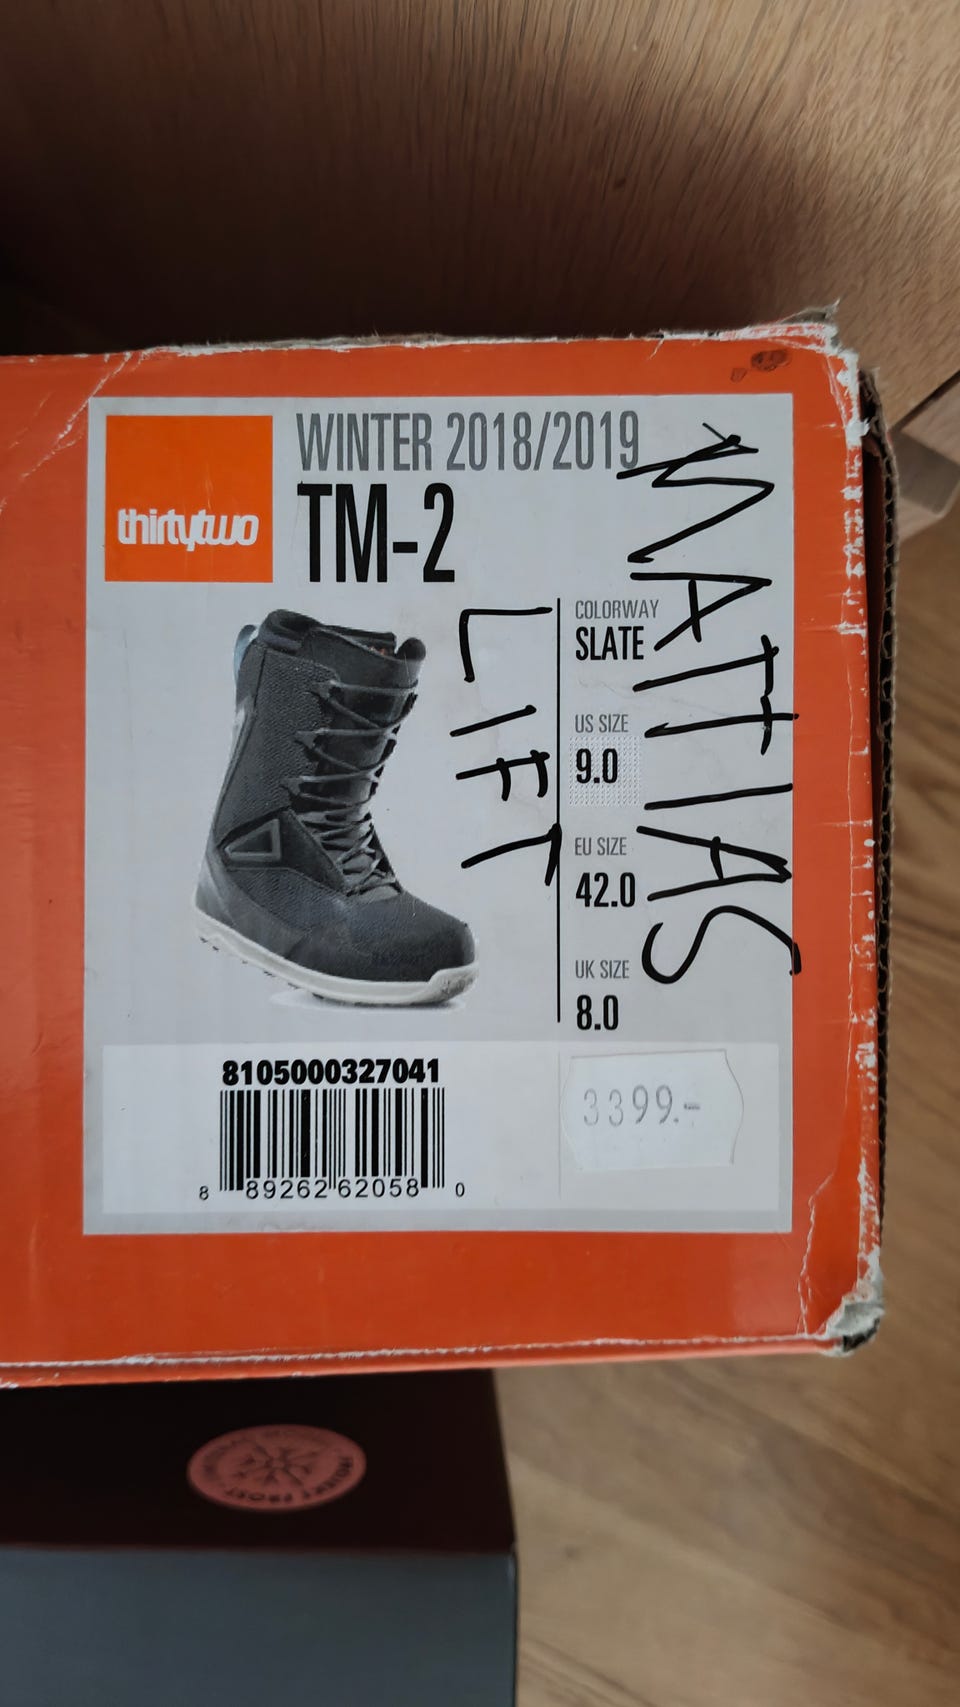 thirtytwo
WINTER 2018/2019
TM-2
COLORWAY
SLATE
US SIZE
9.0
EU SIZE
42.0
UK SIZE
8.0
MATTIAS
LIFT
8105000327041
8 89262 62058 0
3399.-